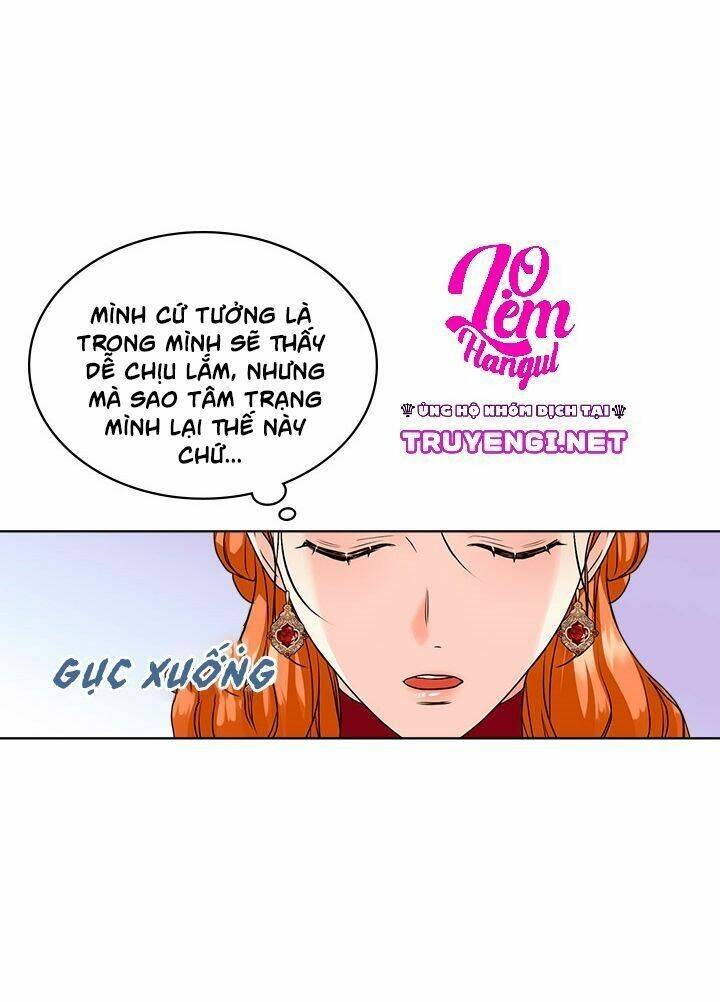 MÌNH CỨ TƯỞNG LÀ
TRONG MÌNH SẼ THẤY
DỄ CHỊU LẮM, NHƯNG
MÀ SAO TÂM TRẠNG
MÌNH LẠI THẾ NÀY
CHỨ...
Lọ
Lem
Hangul
ỦNG HỘ NHÓM DỊCH TẠI
TRUYENGI.NET
GỤC XUỐNG